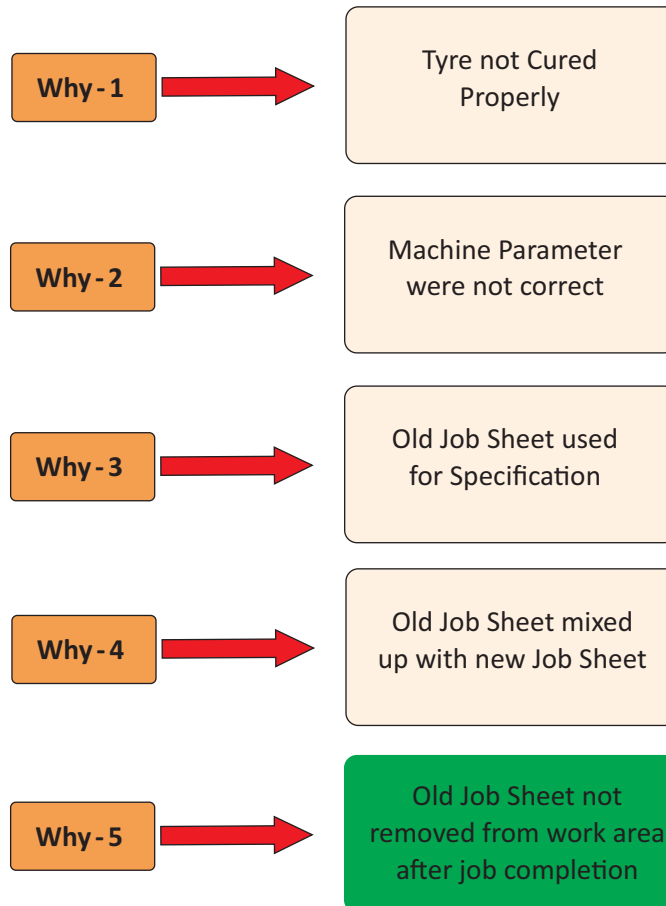 Why - 1
Tyre not Cured
Properly
Why - 2
Machine Parameter
were not correct
Why - 3
Old Job Sheet used
for Specification
Why - 4
Old Job Sheet mixed
up with new Job Sheet
Why - 5
Old Job Sheet not
removed from work area
after job completion